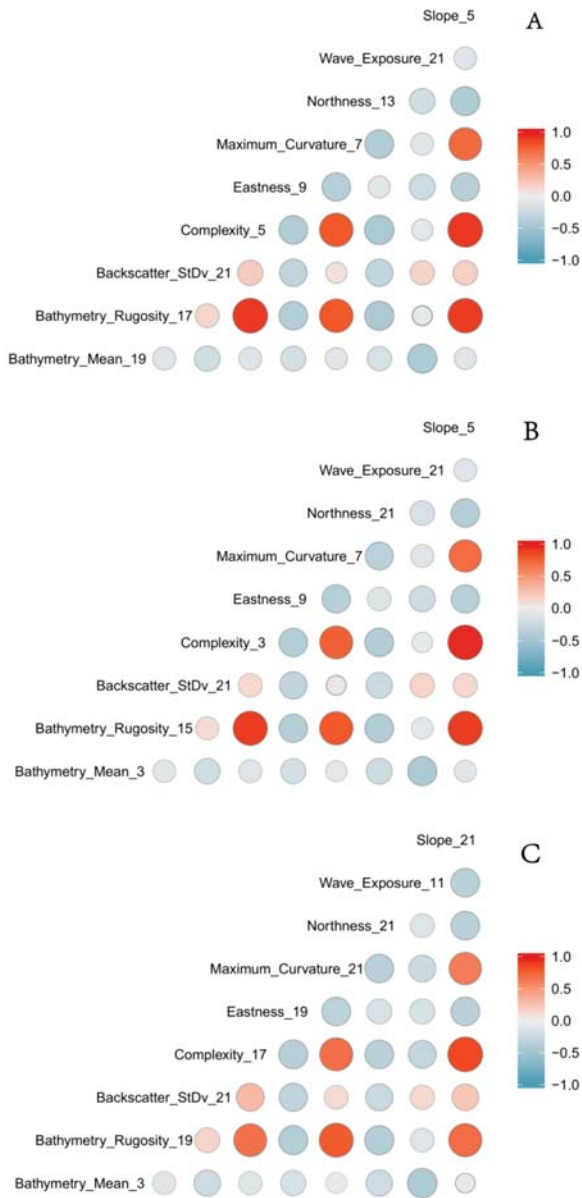 Slope_5
A
Wave_Exposure_21
Northness_13
Maximum_Curvature_7
Eastness_9
Complexity_5
Backscatter_StDv_21
Bathymetry_Rugosity_17
Bathymetry_Mean_19
1.0
0.5
0.0
−0.5
−1.0
Slope_5
B
Wave_Exposure_21
Northness_21
Maximum_Curvature_7
Eastness_9
Complexity_3
Backscatter_StDv_21
Bathymetry_Rugosity_15
Bathymetry_Mean_3
1.0
0.5
0.0
−0.5
−1.0
Slope_21
C
Wave_Exposure_11
Northness_21
Maximum_Curvature_21
Eastness_19
Complexity_17
Backscatter_StDv_21
Bathymetry_Rugosity_19
Bathymetry_Mean_3
1.0
0.5
0.0
−0.5
−1.0